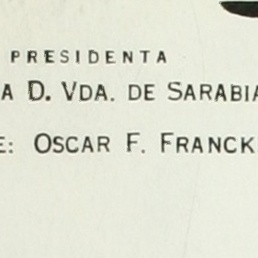 PRESIDENTA
A D. VDA. DE SARABIA
E: OSCAR F. FRANCK